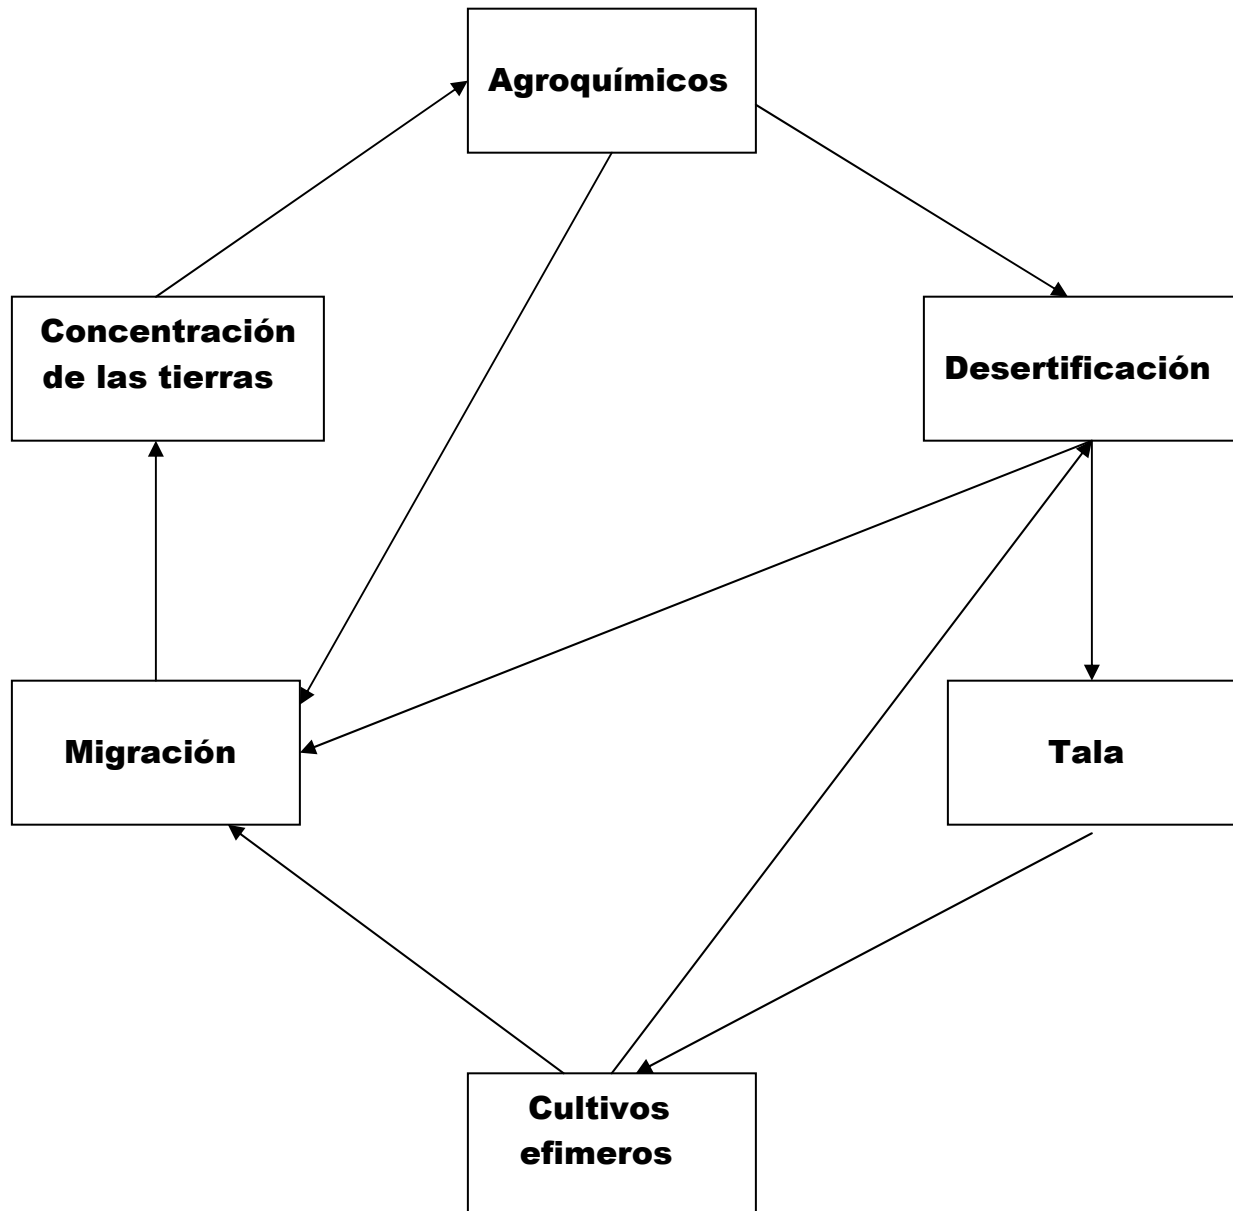 Agroquímicos
Concentración
de las tierras
Desertificación
Migración
Tala
Cultivos
efimeros